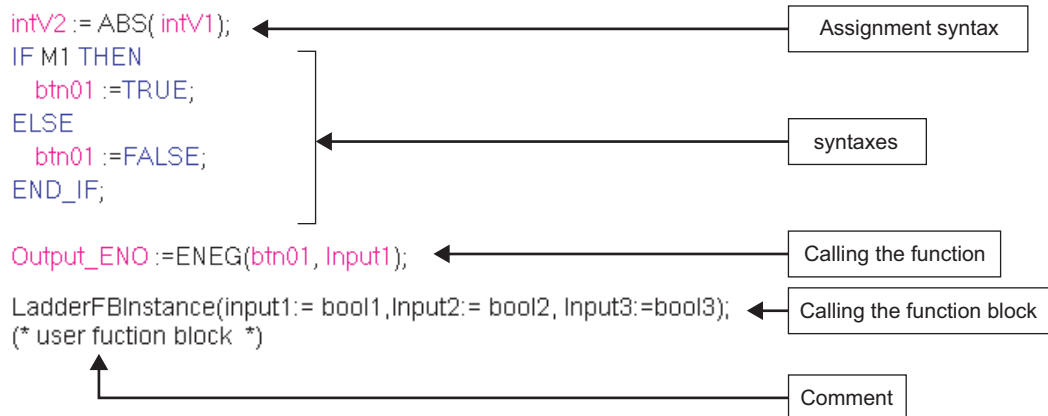 intV2 := ABS( intV1);
Assignment syntax
IF M1 THEN
btn01 :=TRUE;
ELSE
btn01 :=FALSE;
END_IF;
syntaxes
Output_ENO :=ENEG(btn01, Input1);
Calling the function
LadderFBInstance(input1:= bool1,Input2:= bool2, Input3:=bool3);
Calling the function block
(* user fuction block *)
Comment